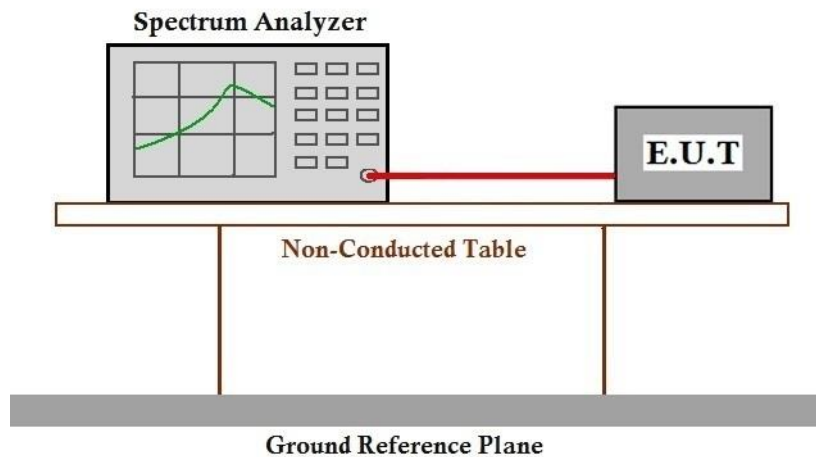 Spectrum Analyzer
E.U.T
Non-Conducted Table
Ground Reference Plane